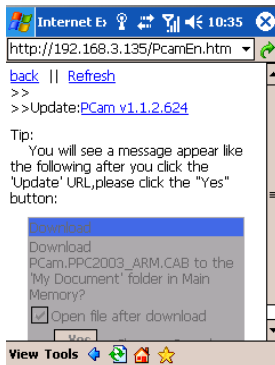 Internet Ex 10:35
http://192.168.3.135/PcamEn.htm
back || Refresh
>>
>>Update:PCam v1.1.2.624
Tip:
You will see a message appear like
the following after you click the
'Update' URL,please click the "Yes"
button:
Download
Download
PCam.PPC2003_ARM.CAB to the
'My Document' folder in Main
Memory?
Open file after download
Yes
View Tools